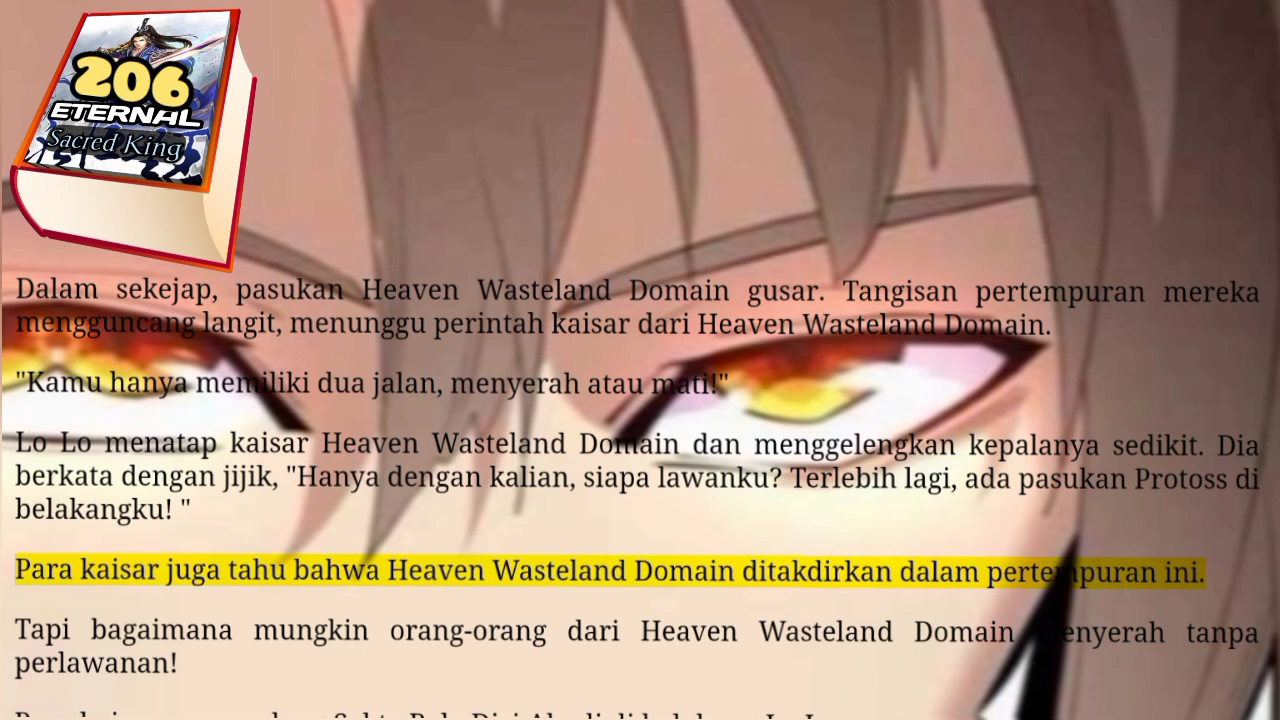 206
ETERNAL
Sacred King
Dalam sekejap, pasukan Heaven Wasteland Domain gusar. Tangisan pertempuran mereka
mengguncang langit, menunggu perintah kaisar dari Heaven Wasteland Domain.
"Kamu hanya memiliki dua jalan, menyerah atau mati!"
Lo Lo menatap kaisar Heaven Wasteland Domain dan menggelengkan kepalanya sedikit. Dia
berkata dengan jijik, "Hanya dengan kalian, siapa lawanku? Terlebih lagi, ada pasukan Protoss di
belakangku! "
Para kaisar juga tahu bahwa Heaven Wasteland Domain ditakdirkan dalam pertempuran ini.
Tapi bagaimana mungkin orang-orang dari Heaven Wasteland Domain menyerah tanpa
perlawanan!